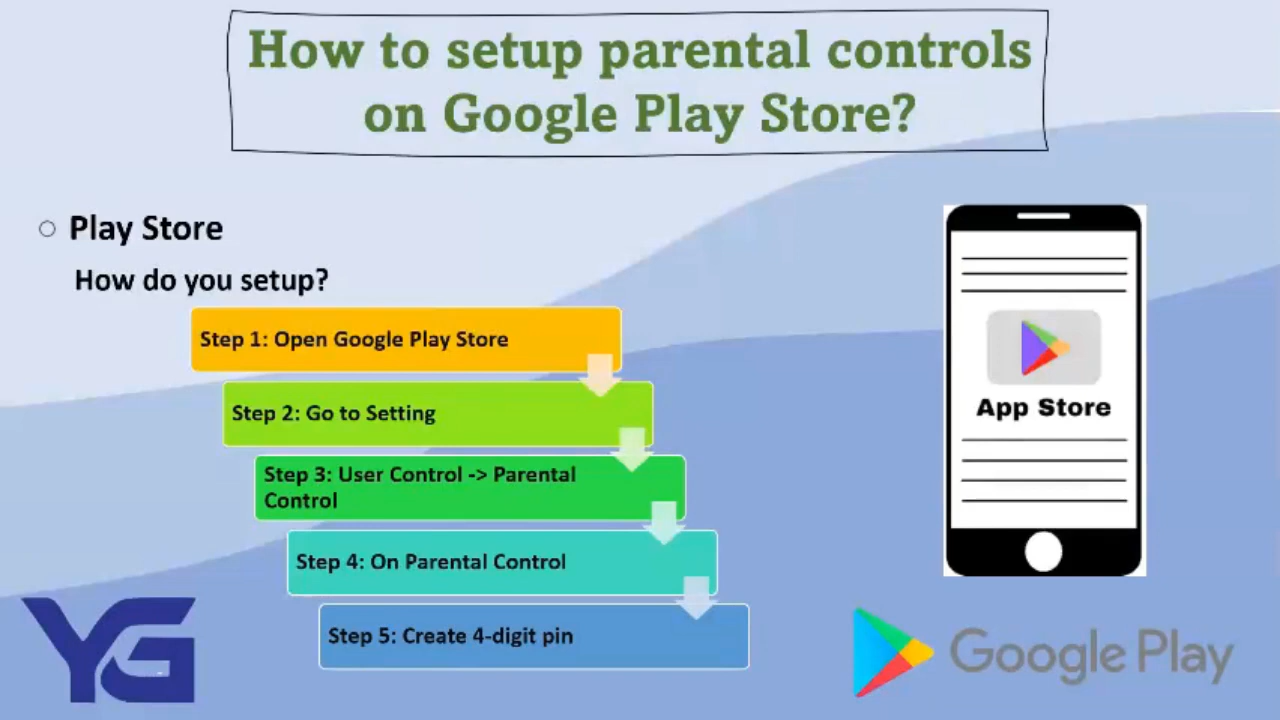 How to setup parental controls
on Google Play Store?
Play Store
How do you setup?
Step 1: Open Google Play Store
Step 2: Go to Setting
Step 3: User Control -> Parental
Control
Step 4: On Parental Control
Step 5: Create 4-digit pin
App Store
YG
Google Play